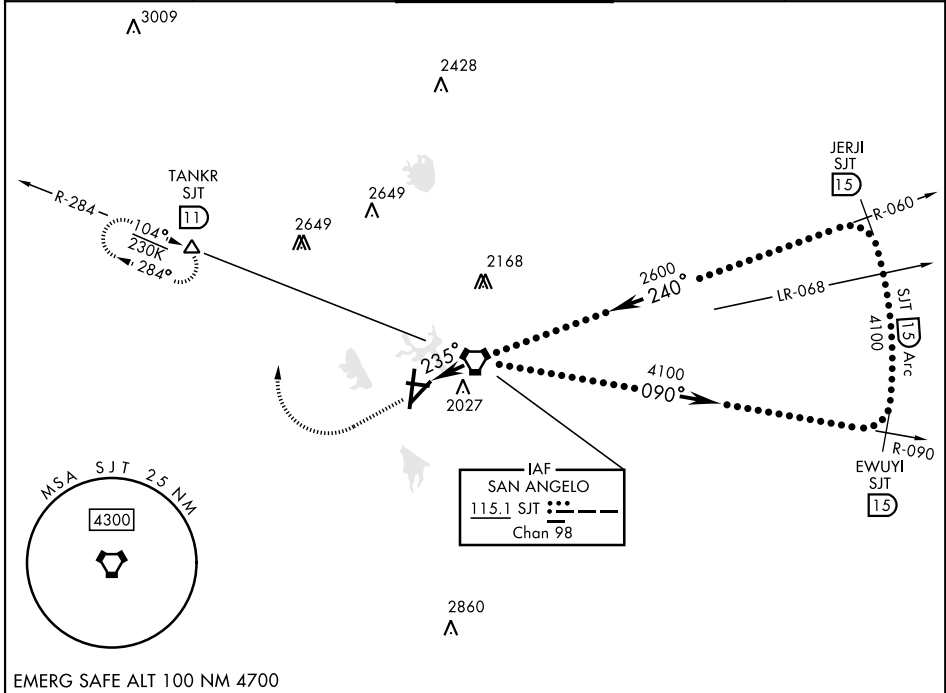 3009
2428
JERJI
SJT
15
TANKR
SJT
11
R-284
104°
230K
284°
2649
2649
R-060
2168
2600
240°
LR-068
SJT 15 Arc
4100
235°
4100
090°
2027
R-090
EWUYI
SJT
15
IAF
SAN ANGELO
115.1 SJT
Chan 98
MSA SJT 25 NM
4300
2860
EMERG SAFE ALT 100 NM 4700